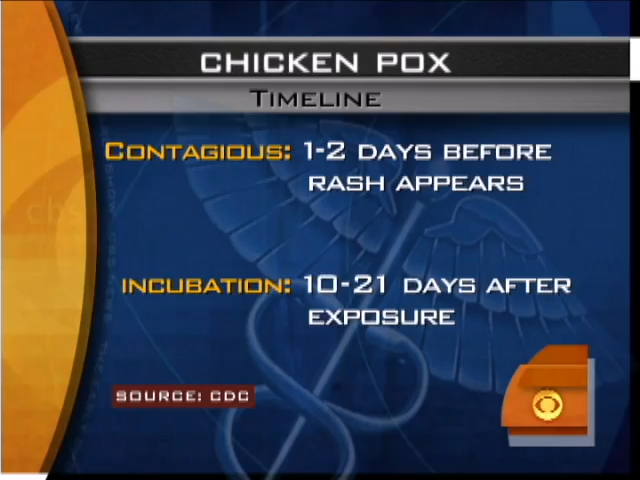 CHICKEN POX
TIMELINE
CONTAGIOUS: 1-2 DAYS BEFORE
RASH APPEARS
INCUBATION: 10-21 DAYS AFTER
EXPOSURE
SOURCE: CDC